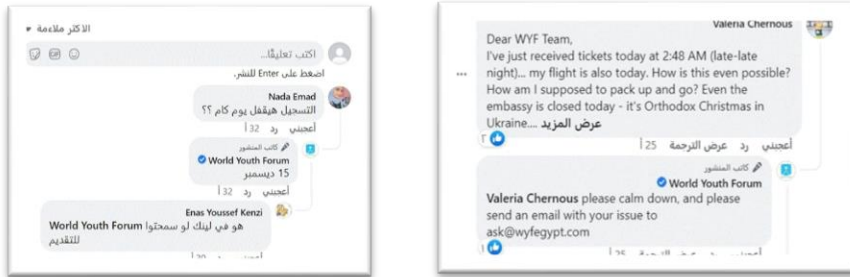 الاكثر ملاءمة
اكتب تعليقًا...
اضغط على Enter للنشر.
Nada Emad
التسجيل هيقفل يوم كام ؟؟
أعجبني رد 32
كاتب المنشور
World Youth Forum
15 ديسمبر
أعجبني رد 32
Enas Youssef Kenzi
World Youth Forum هو في لينك لو سمحتوا
للتقديم
Valeria Chernous
Dear WYF Team,
I've just received tickets today at 2:48 AM (late-late
night)... my flight is also today. How is this even possible?
How am I supposed to pack up and go? Even the
embassy is closed today - it's Orthodox Christmas in
Ukraine.... عرض المزيد
أعجبني رد عرض الترجمة 25
كاتب المنشور
World Youth Forum
Valeria Chernous please calm down, and please
send an email with your issue to
ask@wyfegypt.com
1